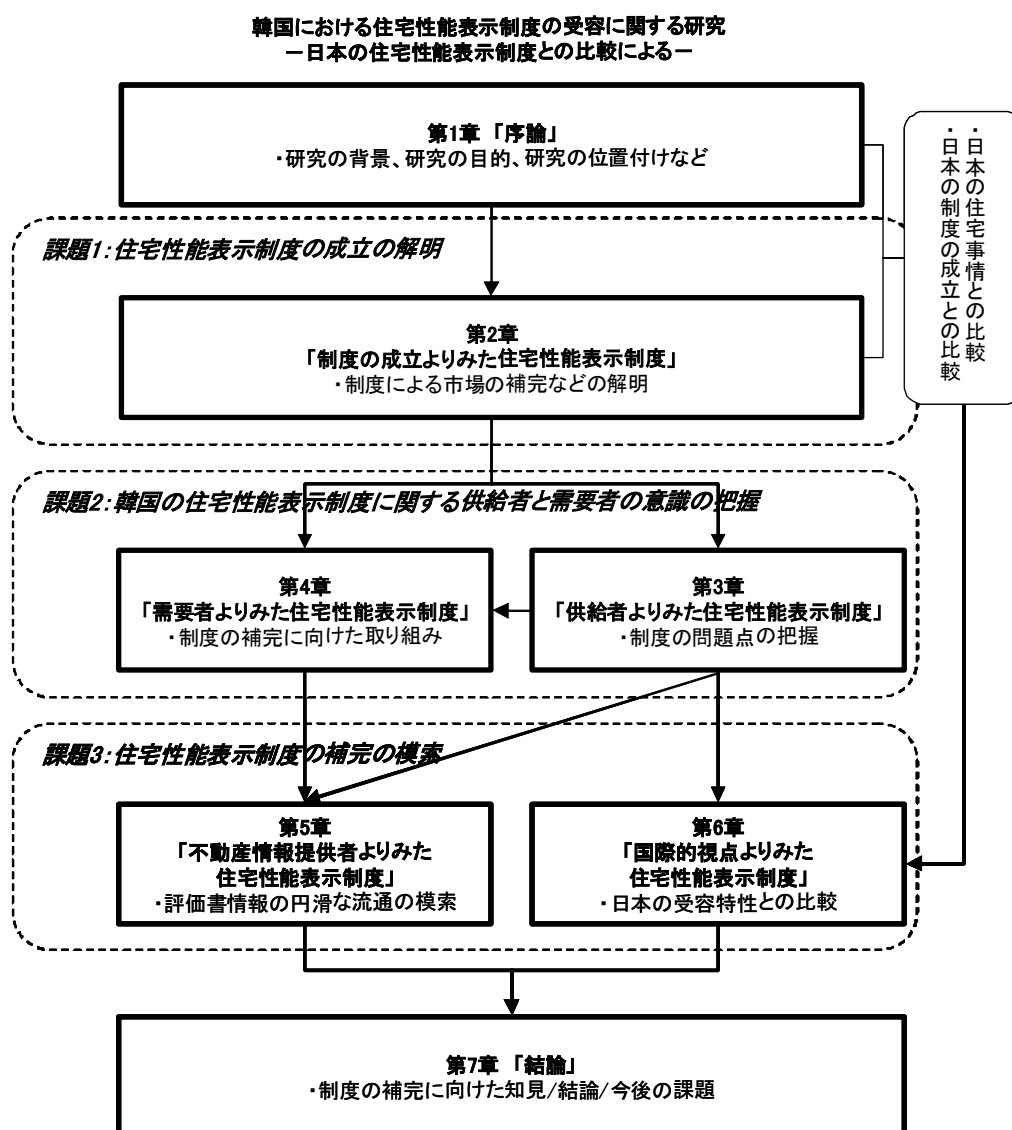 韓国における住宅性能表示制度の受容に関する研究
－日本の住宅性能表示制度との比較による－
第1章 「序論」
・研究の背景、研究の目的、研究の位置付けなど
・日本の住宅事情との比較
・日本の制度の成立との比較
課題1：住宅性能表示制度の成立の解明
第2章
「制度の成立よりみた住宅性能表示制度」
・制度による市場の補完などの解明
課題2：韓国の住宅性能表示制度に関する供給者と需要者の意識の把握
第4章
「需要者よりみた住宅性能表示制度」
・制度の補完に向けた取り組み
第3章
「供給者よりみた住宅性能表示制度」
・制度の問題点の把握
課題3：住宅性能表示制度の補完の模索
第5章
「不動産情報提供者よりみた
住宅性能表示制度」
・評価書情報の円滑な流通の模索
第6章
「国際的視点よりみた
住宅性能表示制度」
・日本の受容特性との比較
第7章 「結論」
・制度の補完に向けた知見/結論/今後の課題